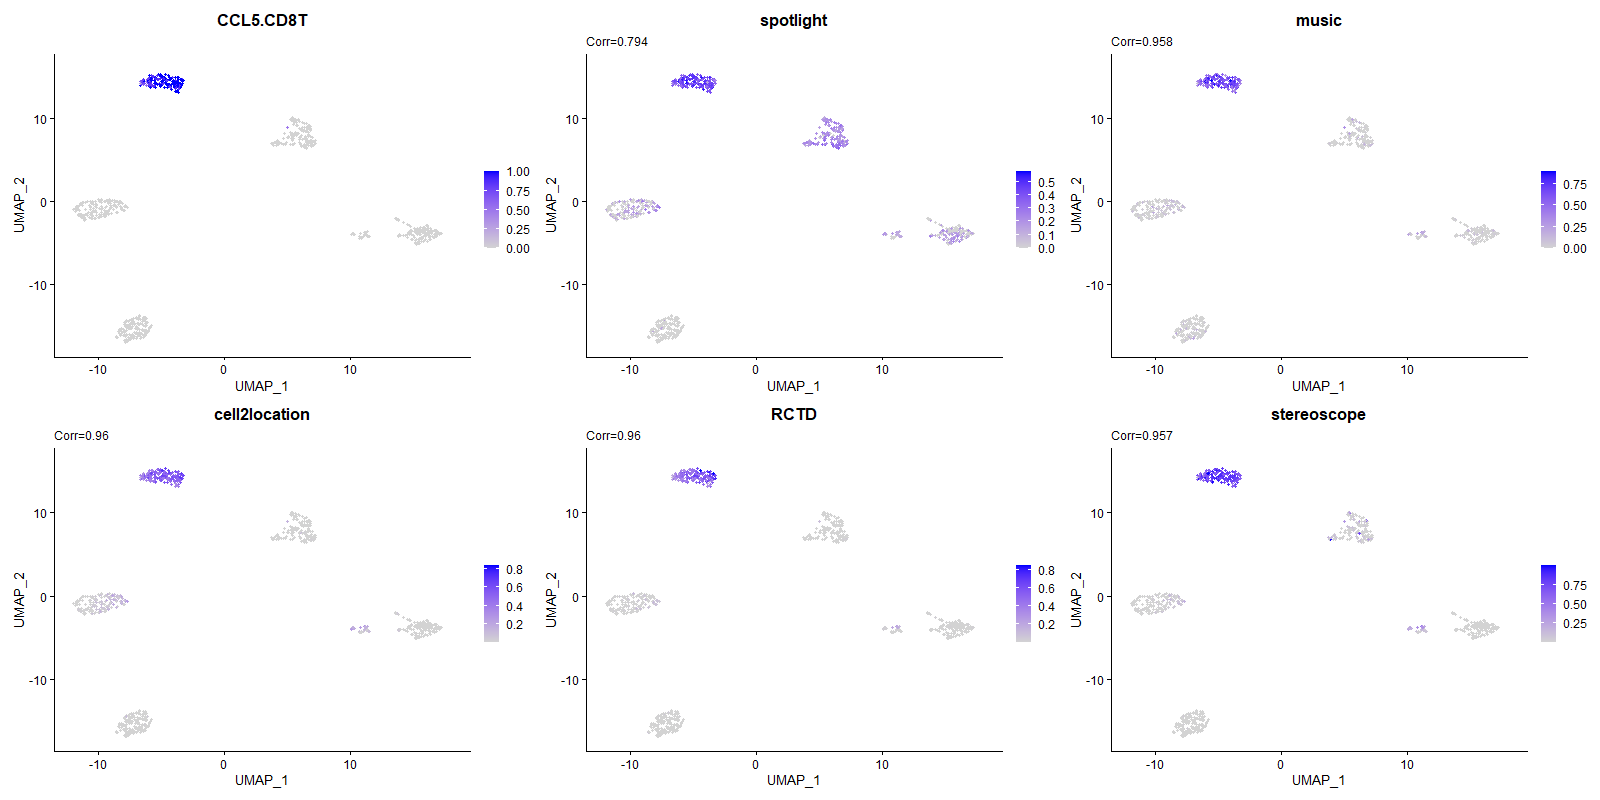 CCL5.CD8T
10
0
-10
UMAP_2
-10
0
10
UMAP_1
1.00
0.75
0.50
0.25
0.00
spotlight
Corr=0.794
10
0
-10
UMAP_2
-10
0
10
UMAP_1
0.5
0.4
0.3
0.2
0.1
0.0
music
Corr=0.958
10
0
-10
UMAP_2
-10
0
10
UMAP_1
0.75
0.50
0.25
0.00
cell2location
Corr=0.96
10
0
-10
UMAP_2
-10
0
10
UMAP_1
0.8
0.6
0.4
0.2
RCTD
Corr=0.96
10
0
-10
UMAP_2
-10
0
10
UMAP_1
0.8
0.6
0.4
0.2
stereoscope
Corr=0.957
10
0
-10
UMAP_2
-10
0
10
UMAP_1
0.75
0.50
0.25